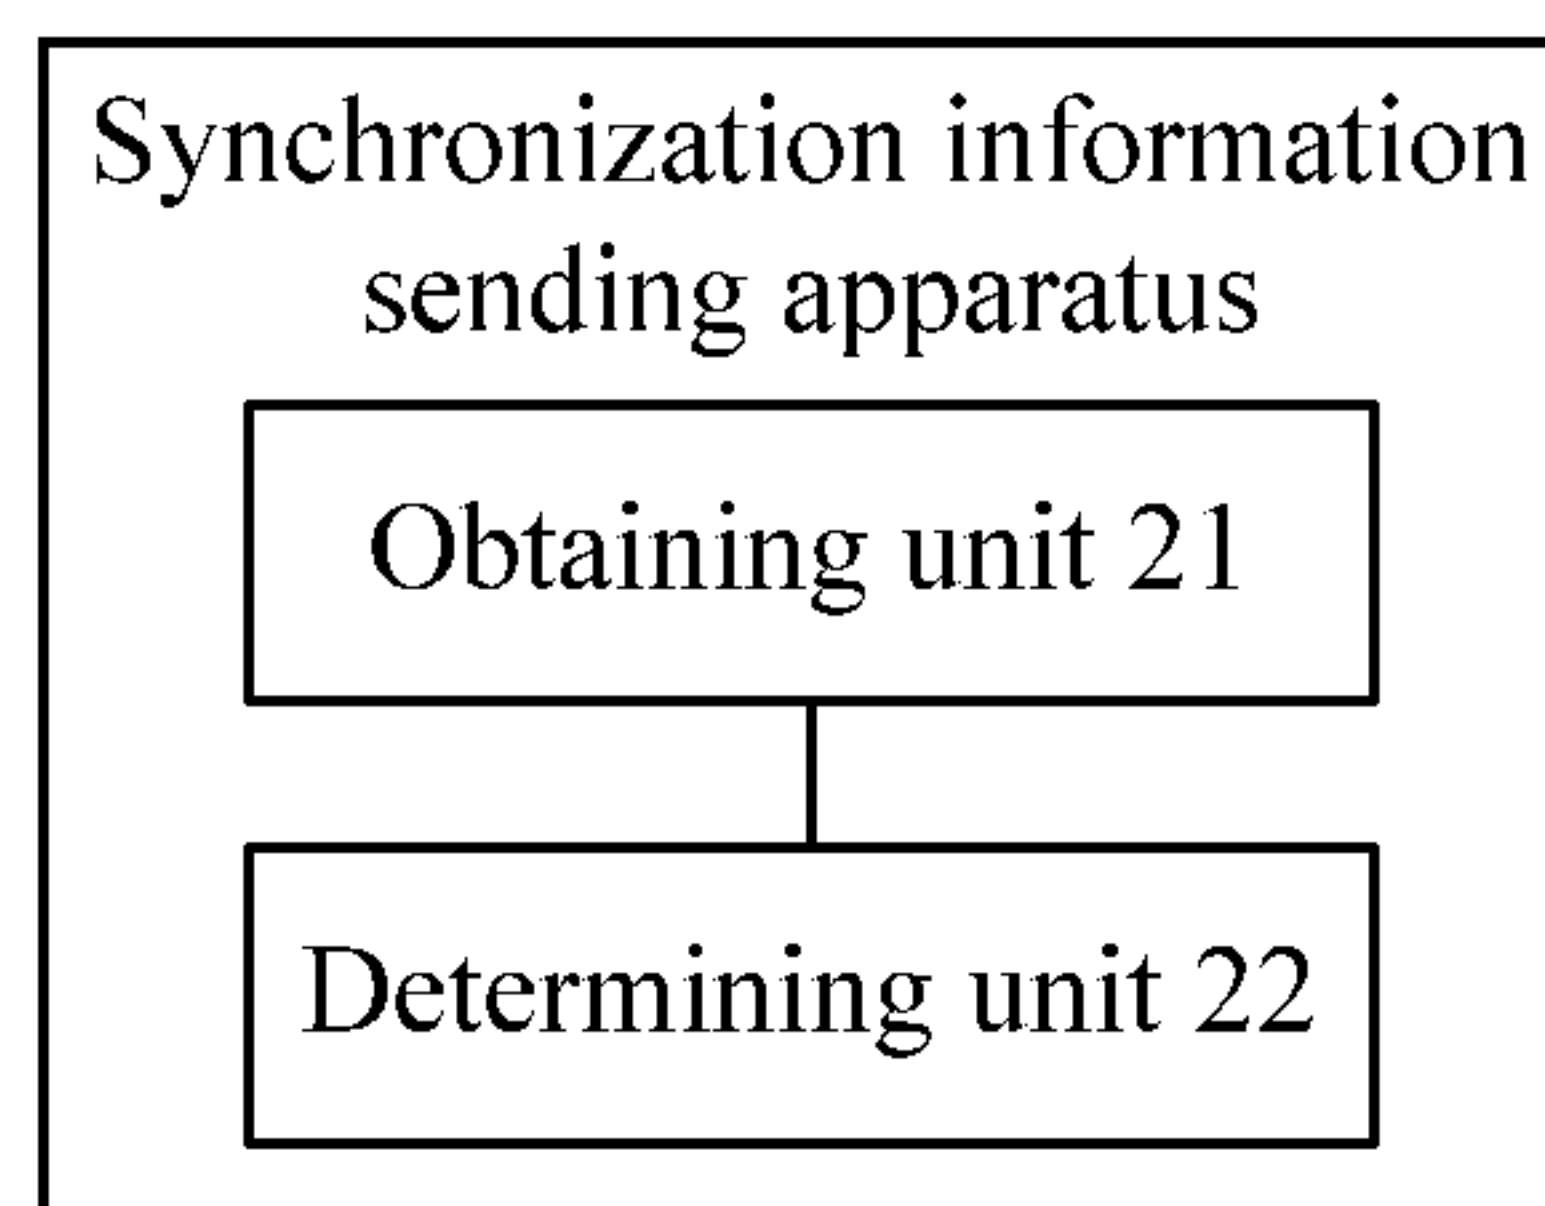 Synchronization information
sending apparatus
Obtaining unit 21
Determining unit 22